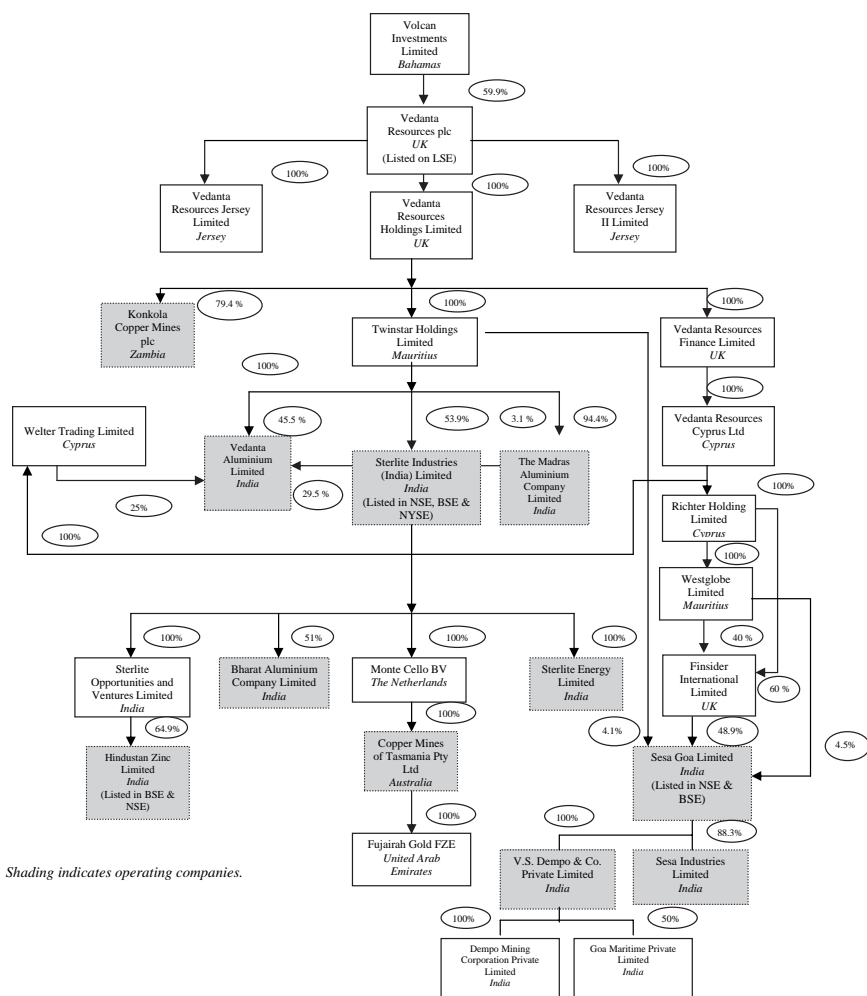 Volcan
Investments
Limited
Bahamas
59.9%
Vedanta
Resources plc
UK
(Listed on LSE)
100%
100%
100%
Vedanta
Resources Jersey
Limited
Jersey
Vedanta
Resources
Holdings Limited
UK
Vedanta
Resources Jersey
II Limited
Jersey
79.4 %
100%
100%
Konkola
Copper Mines
plc
Zambia
Twinstar Holdings
Limited
Mauritius
Vedanta Resources
Finance Limited
UK
100%
100%
45.5 %
53.9%
3.1 %
94.4%
Welter Trading Limited
Cyprus
Vedanta
Aluminium
Limited
India
Sterlite Industries
(India) Limited
India
(Listed in NSE, BSE &
NYSE)
The Madras
Aluminium
Company
Limited
India
Vedanta Resources
Cyprus Ltd
Cyprus
25%
29.5 %
100%
100%
Richter Holding
Limited
Cyprus
100%
Westglobe
Limited
Mauritius
100%
51%
100%
100%
40 %
Sterlite
Opportunities and
Ventures Limited
India
Bharat Aluminium
Company Limited
India
Monte Cello BV
The Netherlands
Sterlite Energy
Limited
India
Finsider
International
Limited
UK
60 %
64.9%
100%
4.1%
48.9%
4.5%
Hindustan Zinc
Limited
India
(Listed in BSE &
NSE)
Copper Mines
of Tasmania Pty
Ltd
Australia
Sesa Goa Limited
India
(Listed in NSE &
BSE)
100%
100%
88.3%
Fujairah Gold FZE
United Arab
Emirates
V.S. Dempo & Co.
Private Limited
India
Sesa Industries
Limited
India
Shading indicates operating companies.
100%
50%
Dempo Mining
Corporation Private
Limited
India
Goa Maritime Private
Limited
India